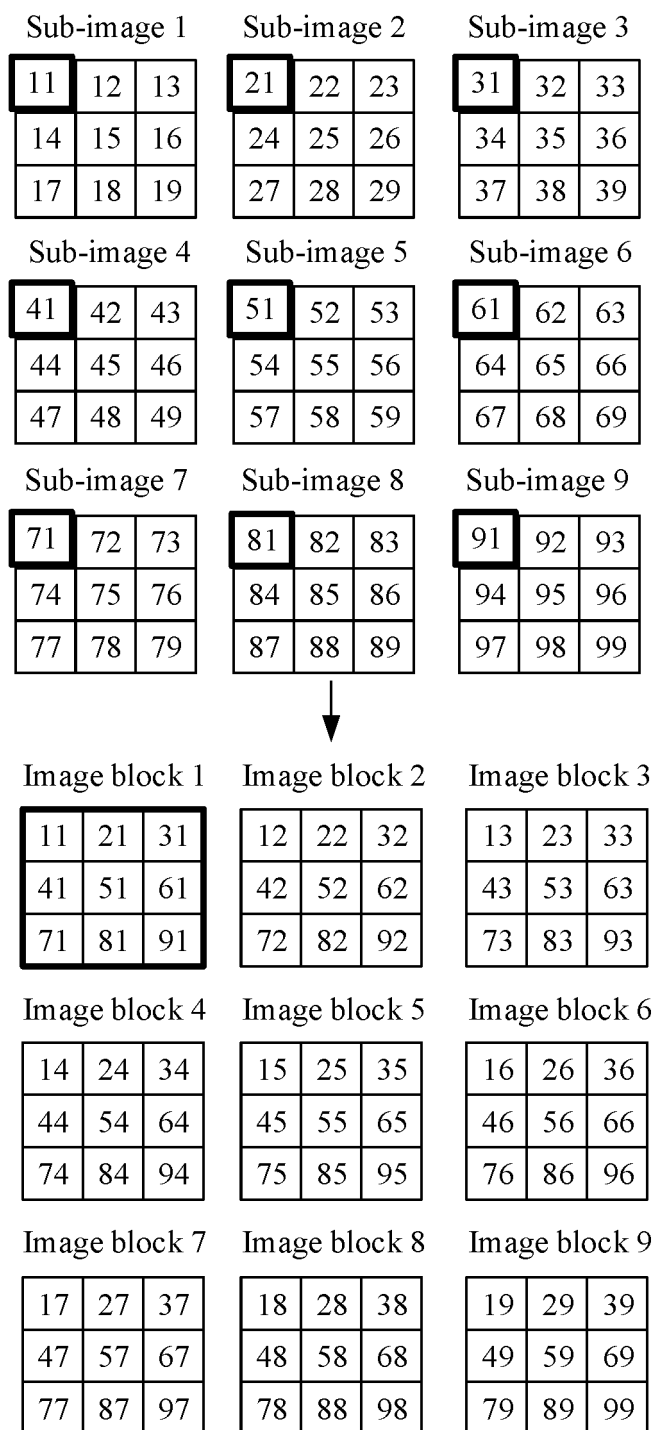 Sub-image 1 Sub-image 2 Sub-image 3
11 12 13 21 22 23 31 32 33
14 15 16 24 25 26 34 35 36
17 18 19 27 28 29 37 38 39
Sub-image 4 Sub-image 5 Sub-image 6
41 42 43 51 52 53 61 62 63
44 45 46 54 55 56 64 65 66
47 48 49 57 58 59 67 68 69
Sub-image 7 Sub-image 8 Sub-image 9
71 72 73 81 82 83 91 92 93
74 75 76 84 85 86 94 95 96
77 78 79 87 88 89 97 98 99
Image block 1 Image block 2 Image block 3
11 21 31 12 22 32 13 23 33
41 51 61 42 52 62 43 53 63
71 81 91 72 82 92 73 83 93
Image block 4 Image block 5 Image block 6
14 24 34 15 25 35 16 26 36
44 54 64 45 55 65 46 56 66
74 84 94 75 85 95 76 86 96
Image block 7 Image block 8 Image block 9
17 27 37 18 28 38 19 29 39
47 57 67 48 58 68 49 59 69
77 87 97 78 88 98 79 89 99